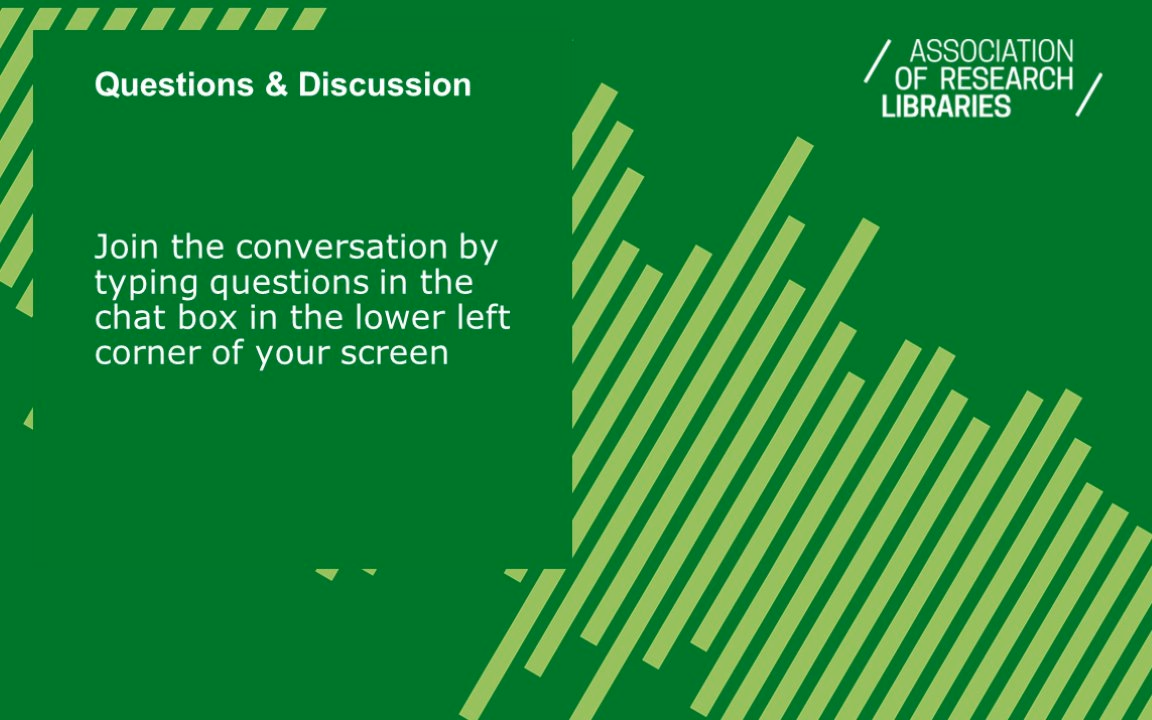 Questions & Discussion
ASSOCIATION
OF RESEARCH
LIBRARIES
Join the conversation by
typing questions in the
chat box in the lower left
corner of your screen